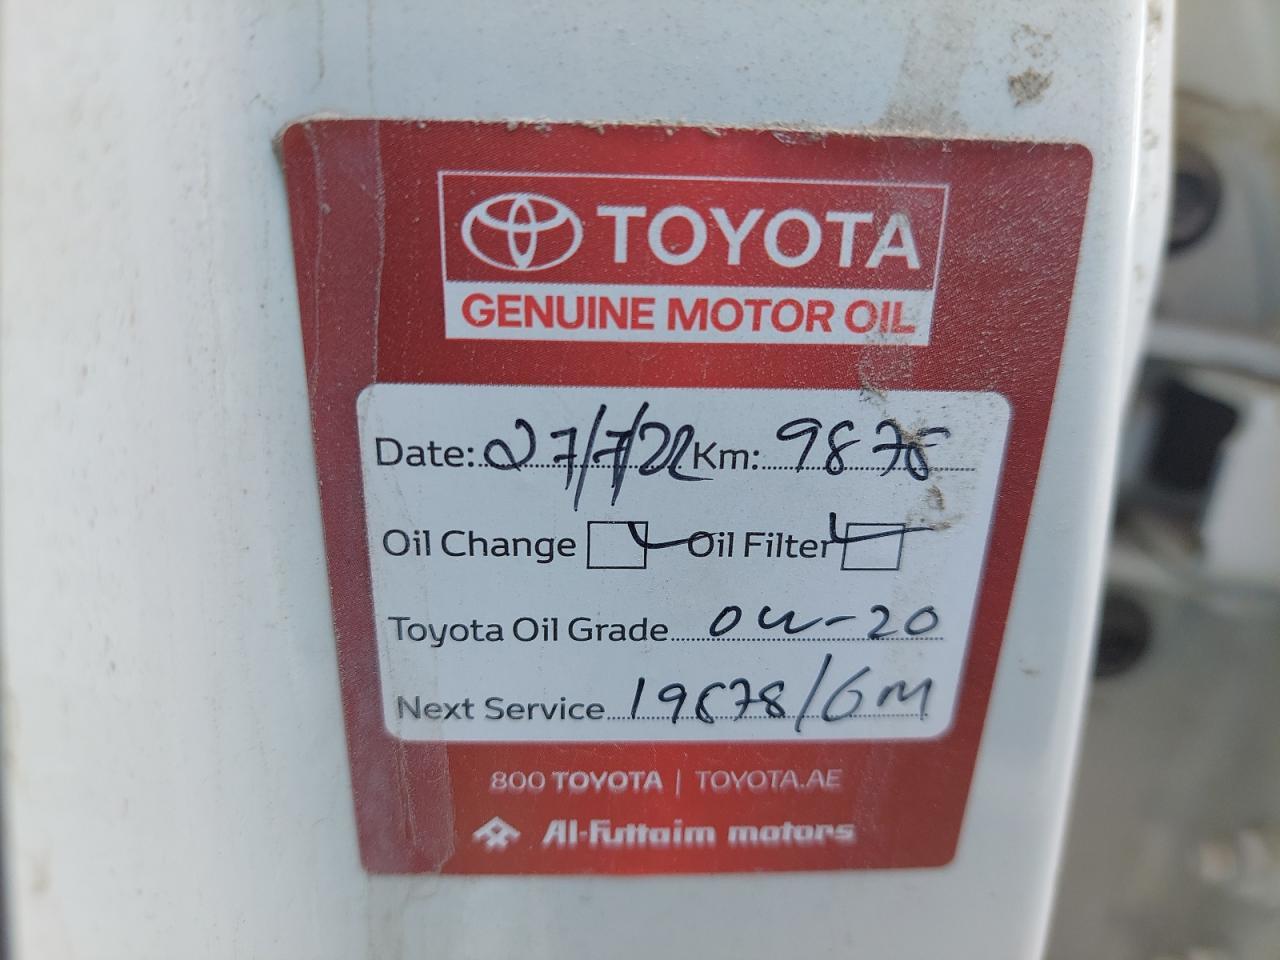 TOYOTA
GENUINE MOTOR OIL
Date: 27/7/22 Km: 9878
Oil Change Oil Filter
Toyota Oil Grade 0W-20
Next Service 19878/6M
800 TOYOTA | TOYOTA.AE
Al-Futtaim motors